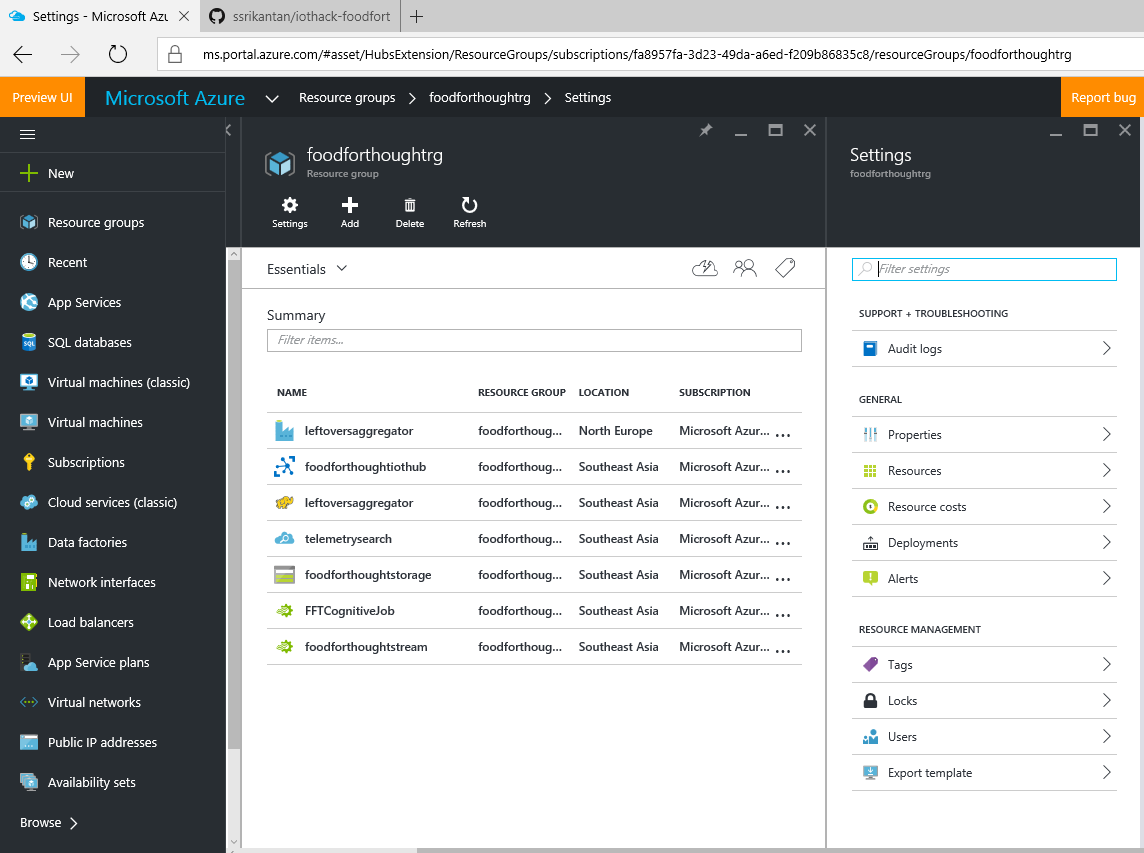 Settings - Microsoft Azu
ssrikantan/iothack-foodfort
ms.portal.azure.com/#asset/HubsExtension/ResourceGroups/subscriptions/fa8957fa-3d23-49da-a6ed-f209b86835c8/resourceGroups/foodforthoughtrg
Preview UI
Microsoft Azure
Resource groups > foodforthoughtrg > Settings
Report bug
New
Resource groups
Recent
App Services
SQL databases
Virtual machines (classic)
Virtual machines
Subscriptions
Cloud services (classic)
Data factories
Network interfaces
Load balancers
App Service plans
Virtual networks
Public IP addresses
Availability sets
Browse >
foodforthoughtrg
Resource group
Settings Add Delete Refresh
Essentials
Summary
Filter items...
NAME RESOURCE GROUP LOCATION SUBSCRIPTION
leftoversaggregator foodforthoug... North Europe Microsoft Azur... ...
foodforthoughtiothub foodforthoug... Southeast Asia Microsoft Azur... ...
leftoversaggregator foodforthoug... Southeast Asia Microsoft Azur... ...
telemetrysearch foodforthoug... Southeast Asia Microsoft Azur... ...
foodforthoughtstorage foodforthoug... Southeast Asia Microsoft Azur... ...
FFTCognitiveJob foodforthoug... Southeast Asia Microsoft Azur... ...
foodforthoughtstream foodforthoug... Southeast Asia Microsoft Azur... ...
Settings
foodforthoughtrg
Filter settings
SUPPORT + TROUBLESHOOTING
Audit logs
GENERAL
Properties
Resources
Resource costs
Deployments
Alerts
RESOURCE MANAGEMENT
Tags
Locks
Users
Export template